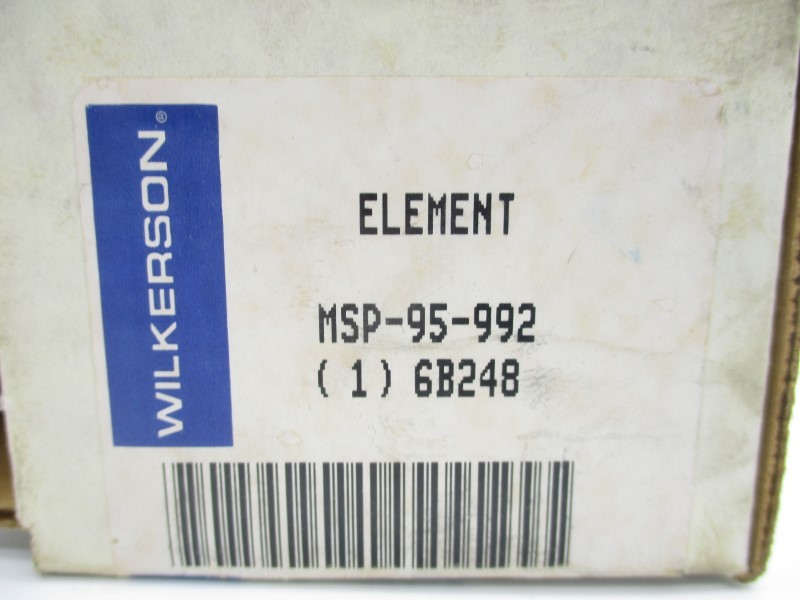 WILKERSON®
ELEMENT
MSP-95-992
(1) 6B248